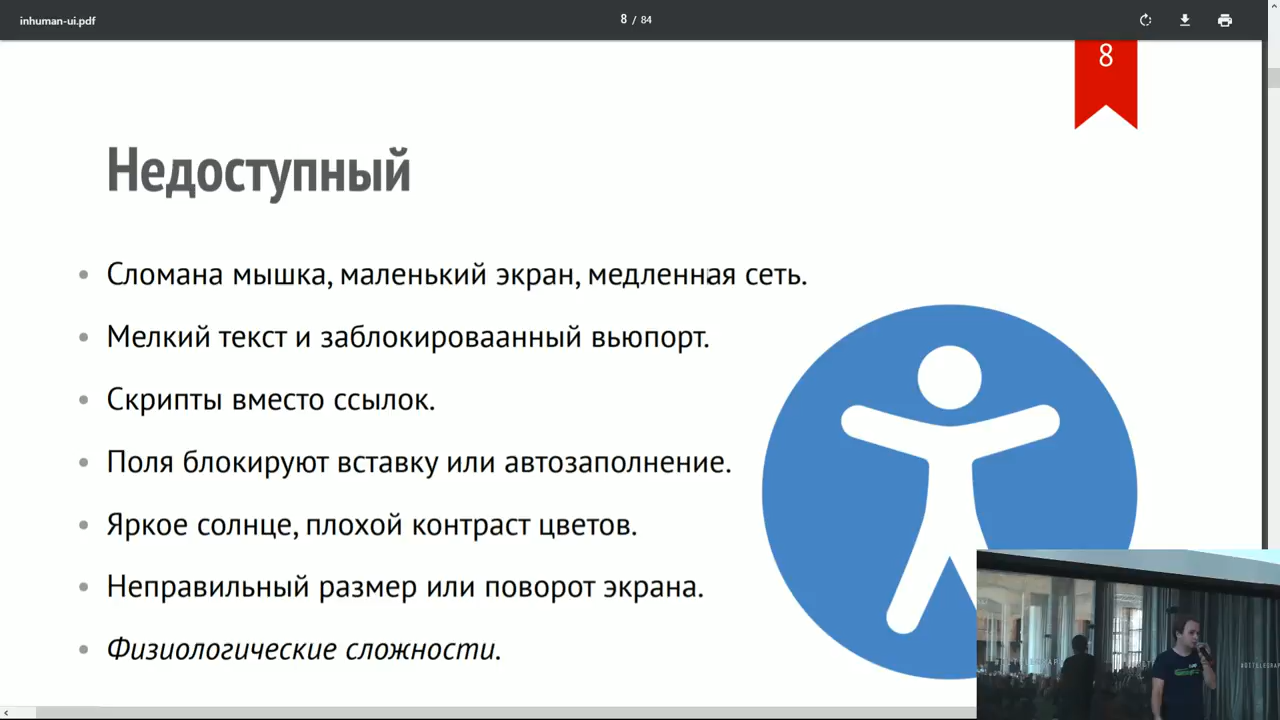 inhuman-ui.pdf
8 / 84
8
Недоступный
Сломана мышка, маленький экран, медленная сеть.
Мелкий текст и заблокироваанный вьюпорт.
Скрипты вместо ссылок.
Поля блокируют вставку или автозаполнение.
Яркое солнце, плохой контраст цветов.
Неправильный размер или поворот экрана.
Физиологические сложности.